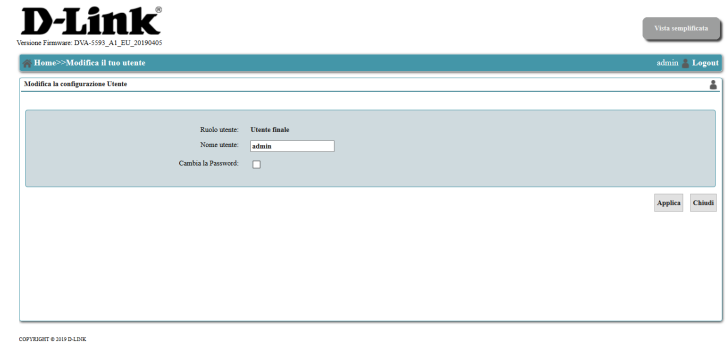 D-Link®
Versione Firmware: DVA-5593_A1_EU_20190405
Vista semplificata
Home>>Modifica il tuo utente
admin Logout
Modifica la configurazione Utente
Ruolo utente: Utente finale
Nome utente: admin
Cambia la Password:
Applica Chiudi
COPYRIGHT © 2019 D-LINK